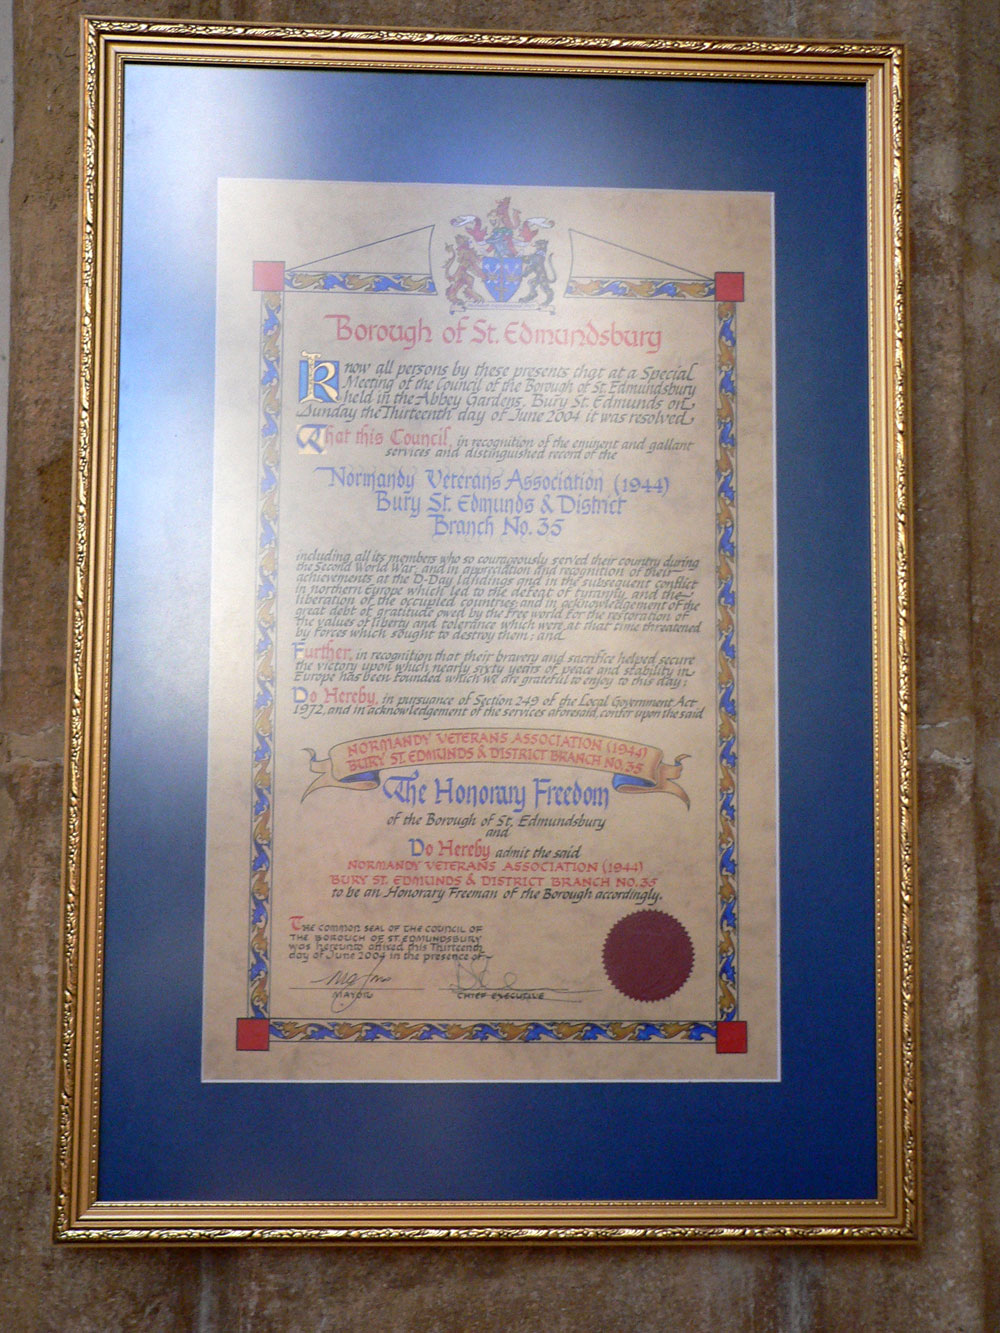 Borough of St. Edmundsbury
Know all persons by these presents that at a Special
Meeting of the Council of the Borough of St. Edmundsbury
held in the Abbey Gardens, Bury St. Edmunds on
Sunday the Thirteenth day of June 2004 it was resolved
That this Council, in recognition of the eminent and gallant
services and distinguished record of the
Normandy Veterans Association (1944)
Bury St. Edmunds & District
Branch No. 35
including all its members who so courageously served their country during
the Second World War; and in appreciation and recognition of their
achievements at the D-Day landings and in the subsequent conflict
in northern Europe which led to the defeat of tyranny and the
liberation of the occupied countries; and in acknowledgement of the
great debt of gratitude owed by the Free World for the restoration of
the values of liberty and tolerance which were, at that time threatened
by forces which sought to destroy them; and
Further, in recognition that their bravery and sacrifice helped secure
the victory upon which nearly sixty years of peace and stability in
Europe has been founded which we are grateful to enjoy to this day;
Do Hereby, in pursuance of Section 249 of the Local Government Act
1972, and in acknowledgement of the services aforesaid, confer upon the said
NORMANDY VETERANS ASSOCIATION (1944)
BURY ST. EDMUNDS & DISTRICT BRANCH NO. 35
The Honorary Freedom
of the Borough of St. Edmundsbury
and
Do Hereby admit the said
NORMANDY VETERANS ASSOCIATION (1944)
BURY ST. EDMUNDS & DISTRICT BRANCH NO. 35
to be an Honorary Freeman of the Borough accordingly.
THE COMMON SEAL OF THE COUNCIL OF
THE BOROUGH OF ST. EDMUNDSBURY
was hereunto affixed this Thirteenth
day of June 2004 in the presence of
MAYOR
CHIEF EXECUTIVE